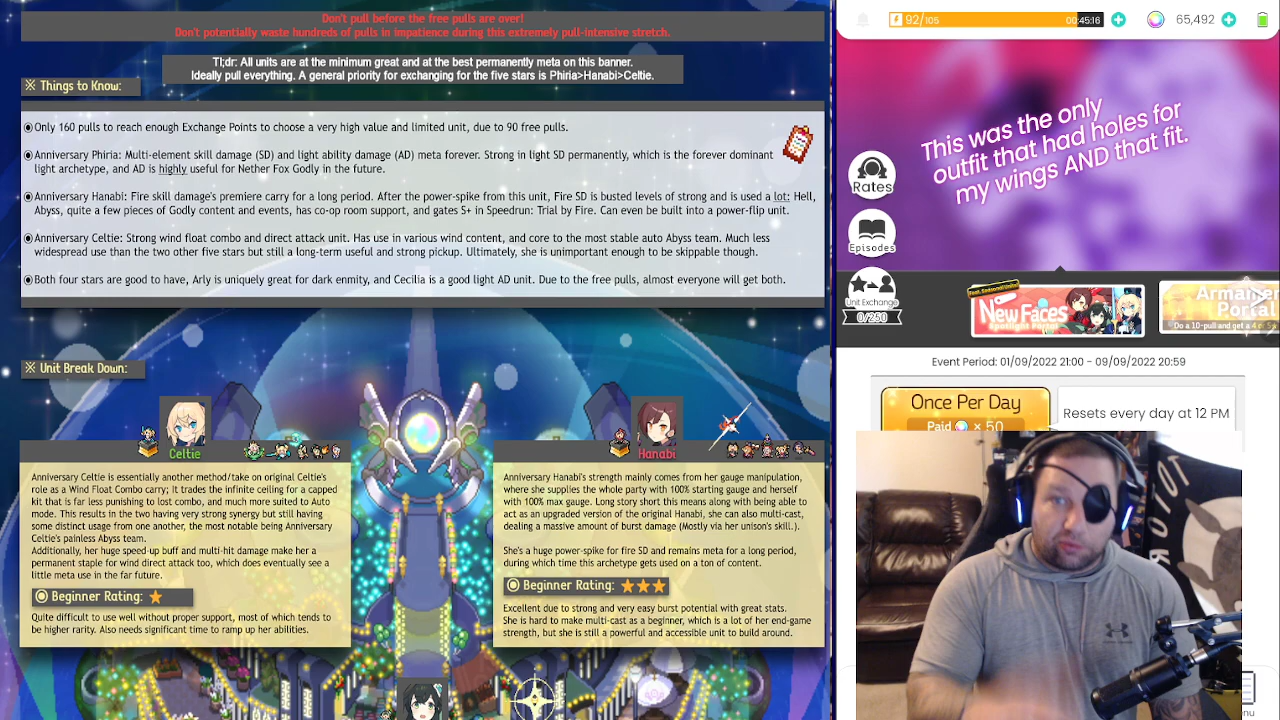 Don't pull before the free pulls are over!
Don't potentially waste hundreds of pulls in impatience during this extremely pull-intensive stretch.
Tl;dr: All units are at the minimum great and at the best permanently meta on this banner.
Ideally pull everything. A general priority for exchanging for the five stars is Phiria>Hanabi>Celtie.
※ Things to Know:
Only 160 pulls to reach enough Exchange Points to choose a very high value and limited unit, due to 90 free pulls.
Anniversary Phiria: Multi-element skill damage (SD) and light ability damage (AD) meta forever. Strong in light SD permanently, which is the forever dominant
light archetype, and AD is highly useful for Nether Fox Godly in the future.
Anniversary Hanabi: Fire skill damage's premiere carry for a long period. After the power-spike from this unit, Fire SD is busted levels of strong and is used a lot: Hell,
Abyss, quite a few pieces of Godly content and events, has co-op room support, and gates S+ in Speedrun: Trial by Fire. Can even be built into a power-flip unit.
Anniversary Celtie: Strong wind float combo and direct attack unit. Has use in various wind content, and core to the most stable auto Abyss team. Much less
widespread use than the two other five stars but still a long-term useful and strong pickup. Ultimately, she is unimportant enough to be skippable though.
Both four stars are good to have. Arly is uniquely great for dark enmity, and Cecilia is a good light AD unit. Due to the free pulls, almost everyone will get both.
※ Unit Break Down:
Celtie
Anniversary Celtie is essentially another method/take on original Celtie's
role as a Wind Float Combo carry; It trades the infinite ceiling for a capped
kit that is far less punishing to lost combo, and much more suited to Auto
mode. This results in the two having very strong synergy but still having
some distinct usage from one another, the most notable being Anniversary
Celtie's painless Abyss team.
Additionally, her huge speed-up buff and multi-hit damage make her a
permanent staple for wind direct attack too, which does eventually see a
little meta use in the far future.
Beginner Rating: ★
Quite difficult to use well without proper support, most of which tends to
be higher rarity. Also needs significant time to ramp up her abilities.
Hanabi
Anniversary Hanabi's strength mainly comes from her gauge manipulation,
where she supplies the whole party with 100% starting gauge and herself
with 100% max gauge. Long story short this means along with being able to
act as an upgraded version of the original Hanabi, she can also multi-cast,
dealing a massive amount of burst damage (Mostly via her unison's skill.).
She's a huge power-spike for fire SD and remains meta for a long period,
during which time this archetype gets used on a ton of content.
Beginner Rating: ★★★
Excellent due to strong and very easy burst potential with great stats.
She is hard to make multi-cast as a beginner, which is a lot of her end-game
strength, but she is still a powerful and accessible unit to build around.
92/105
00:45:16
65,492
This was the only
outfit that had holes for
my wings AND that fit.
Rates
Episodes
Unit Exchange
0/250
New Faces
Spotlight Portal
Armament
Portal
Do a 10-pull and get a 4 or 5
Event Period: 01/09/2022 21:00 - 09/09/2022 20:59
Once Per Day
Paid × 50
Resets every day at 12 PM